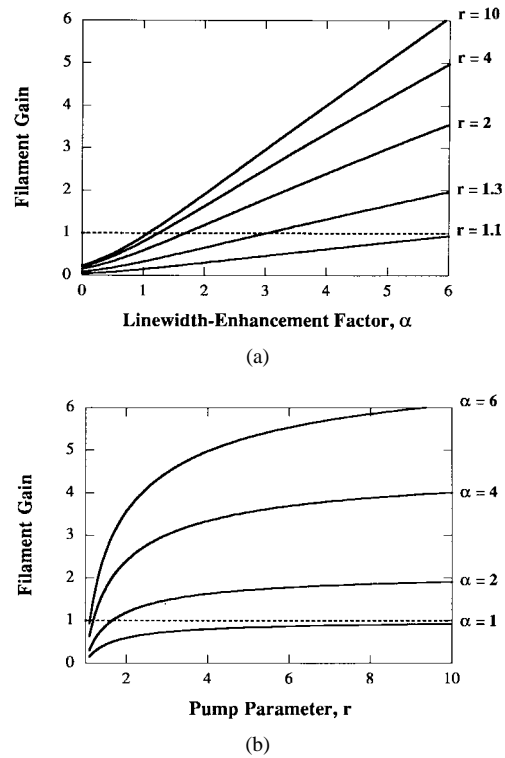 6
5
4
3
2
1
0
Filament Gain
r = 10
r = 4
r = 2
r = 1.3
r = 1.1
0 1 2 3 4 5 6
Linewidth-Enhancement Factor, α
(a)
6
5
4
3
2
1
0
Filament Gain
α = 6
α = 4
α = 2
α = 1
2 4 6 8 10
Pump Parameter, r
(b)